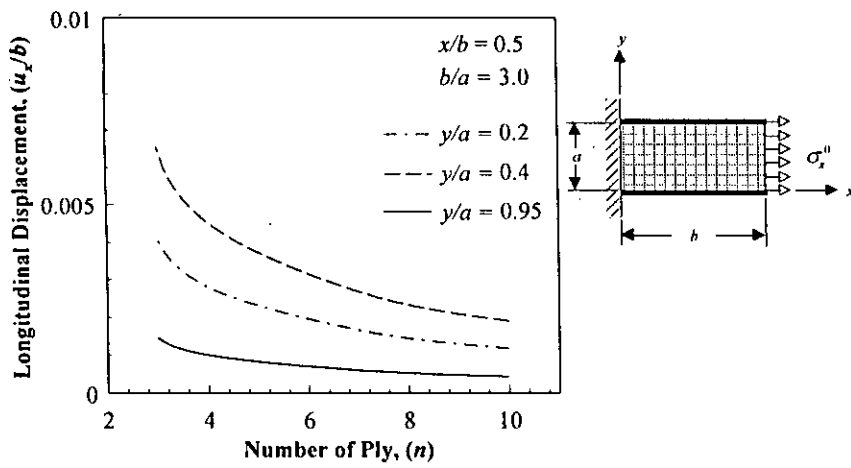 Longitudinal Displacement, (u_x/b)
0.01
0.005
0
2
4
6
8
10
Number of Ply, (n)
x/b = 0.5
b/a = 3.0
y/a = 0.2
y/a = 0.4
y/a = 0.95
y
a
σ_x^0
x
b